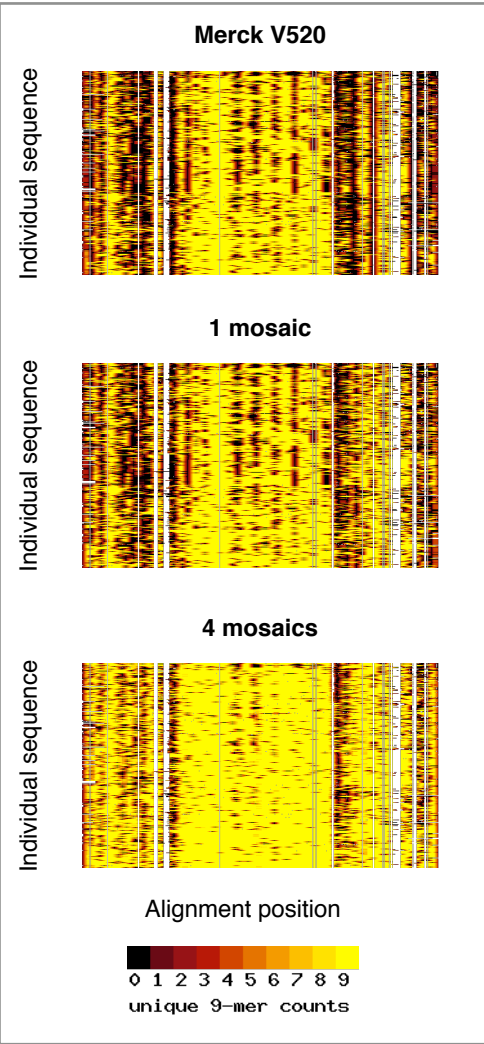 Merck V520
Individual sequence
1 mosaic
Individual sequence
4 mosaics
Individual sequence
Alignment position
0 1 2 3 4 5 6 7 8 9
unique 9-mer counts